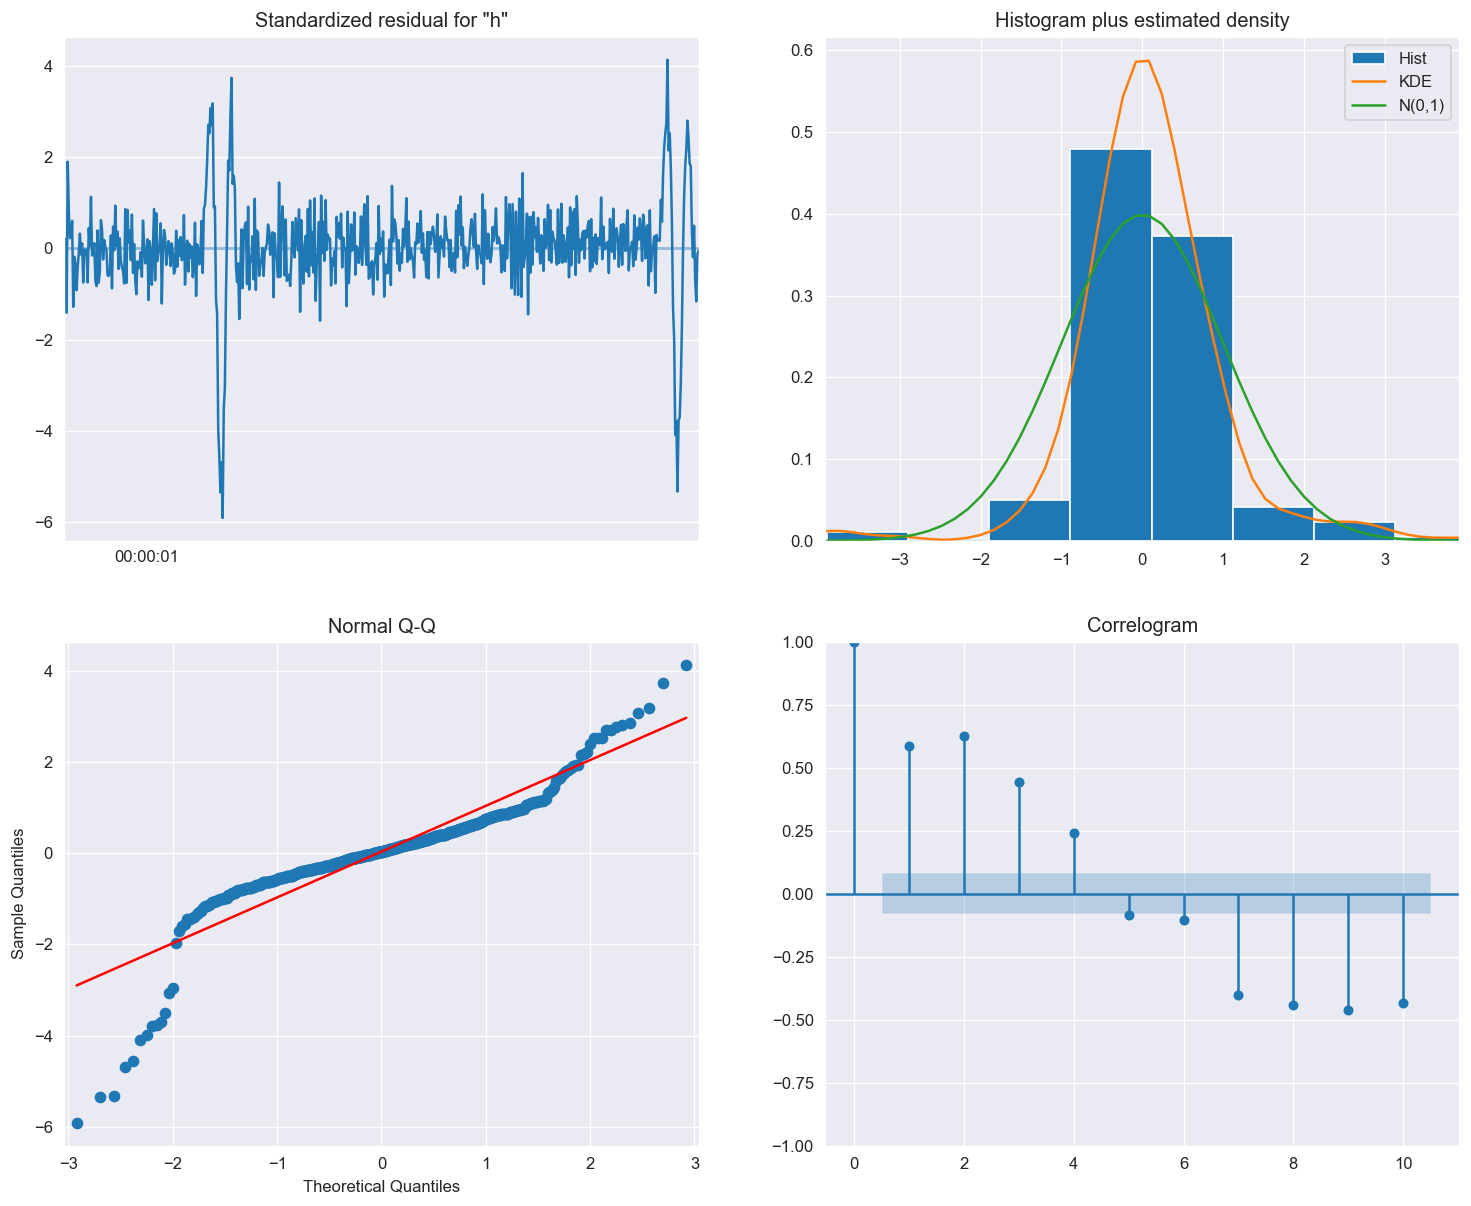 Standardized residual for "h"
4
2
0
−2
−4
−6
00:00:01
Histogram plus estimated density
Hist
KDE
N(0,1)
0.6
0.5
0.4
0.3
0.2
0.1
0.0
−3 −2 −1 0 1 2 3
Normal Q-Q
Sample Quantiles
4
2
0
−2
−4
−6
−3 −2 −1 0 1 2 3
Theoretical Quantiles
Correlogram
1.00
0.75
0.50
0.25
0.00
−0.25
−0.50
−0.75
−1.00
0 2 4 6 8 10